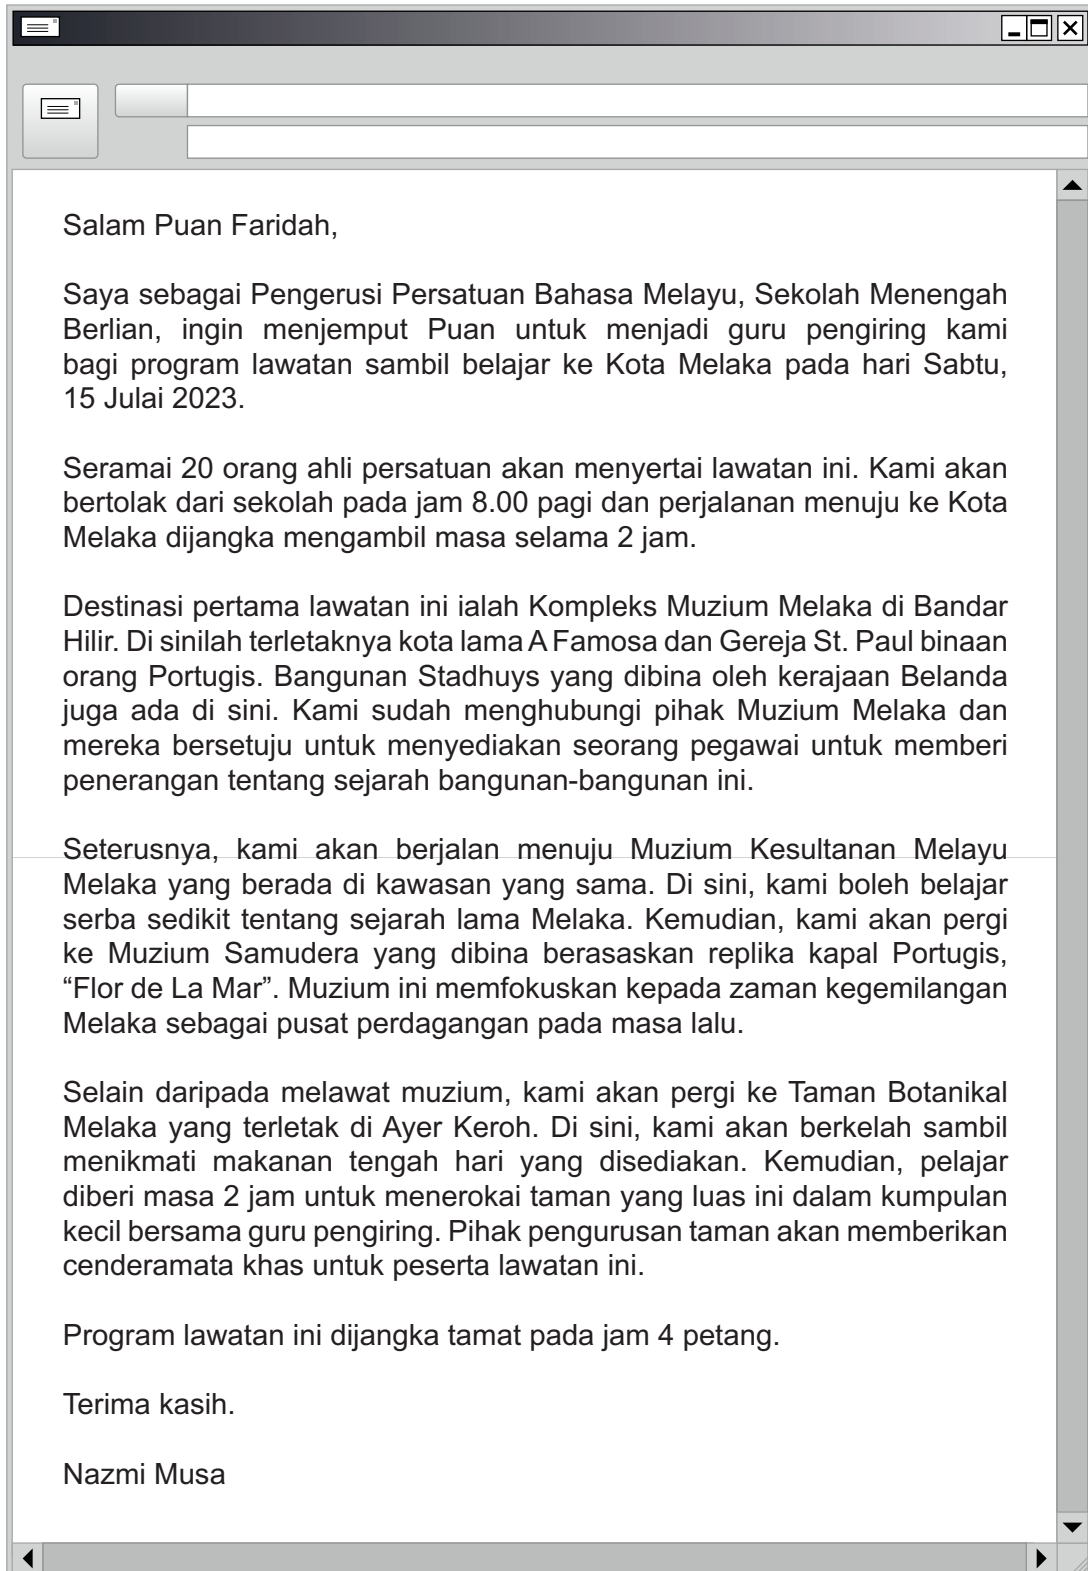 Salam Puan Faridah,
Saya sebagai Pengerusi Persatuan Bahasa Melayu, Sekolah Menengah
Berlian, ingin menjemput Puan untuk menjadi guru pengiring kami
bagi program lawatan sambil belajar ke Kota Melaka pada hari Sabtu,
15 Julai 2023.
Seramai 20 orang ahli persatuan akan menyertai lawatan ini. Kami akan
bertolak dari sekolah pada jam 8.00 pagi dan perjalanan menuju ke Kota
Melaka dijangka mengambil masa selama 2 jam.
Destinasi pertama lawatan ini ialah Kompleks Muzium Melaka di Bandar
Hilir. Di sinilah terletaknya kota lama A Famosa dan Gereja St. Paul binaan
orang Portugis. Bangunan Stadhuys yang dibina oleh kerajaan Belanda
juga ada di sini. Kami sudah menghubungi pihak Muzium Melaka dan
mereka bersetuju untuk menyediakan seorang pegawai untuk memberi
penerangan tentang sejarah bangunan-bangunan ini.
Seterusnya, kami akan berjalan menuju Muzium Kesultanan Melayu
Melaka yang berada di kawasan yang sama. Di sini, kami boleh belajar
serba sedikit tentang sejarah lama Melaka. Kemudian, kami akan pergi
ke Muzium Samudera yang dibina berasaskan replika kapal Portugis,
“Flor de La Mar”. Muzium ini memfokuskan kepada zaman kegemilangan
Melaka sebagai pusat perdagangan pada masa lalu.
Selain daripada melawat muzium, kami akan pergi ke Taman Botanikal
Melaka yang terletak di Ayer Keroh. Di sini, kami akan berkelah sambil
menikmati makanan tengah hari yang disediakan. Kemudian, pelajar
diberi masa 2 jam untuk menerokai taman yang luas ini dalam kumpulan
kecil bersama guru pengiring. Pihak pengurusan taman akan memberikan
cenderamata khas untuk peserta lawatan ini.
Program lawatan ini dijangka tamat pada jam 4 petang.
Terima kasih.
Nazmi Musa